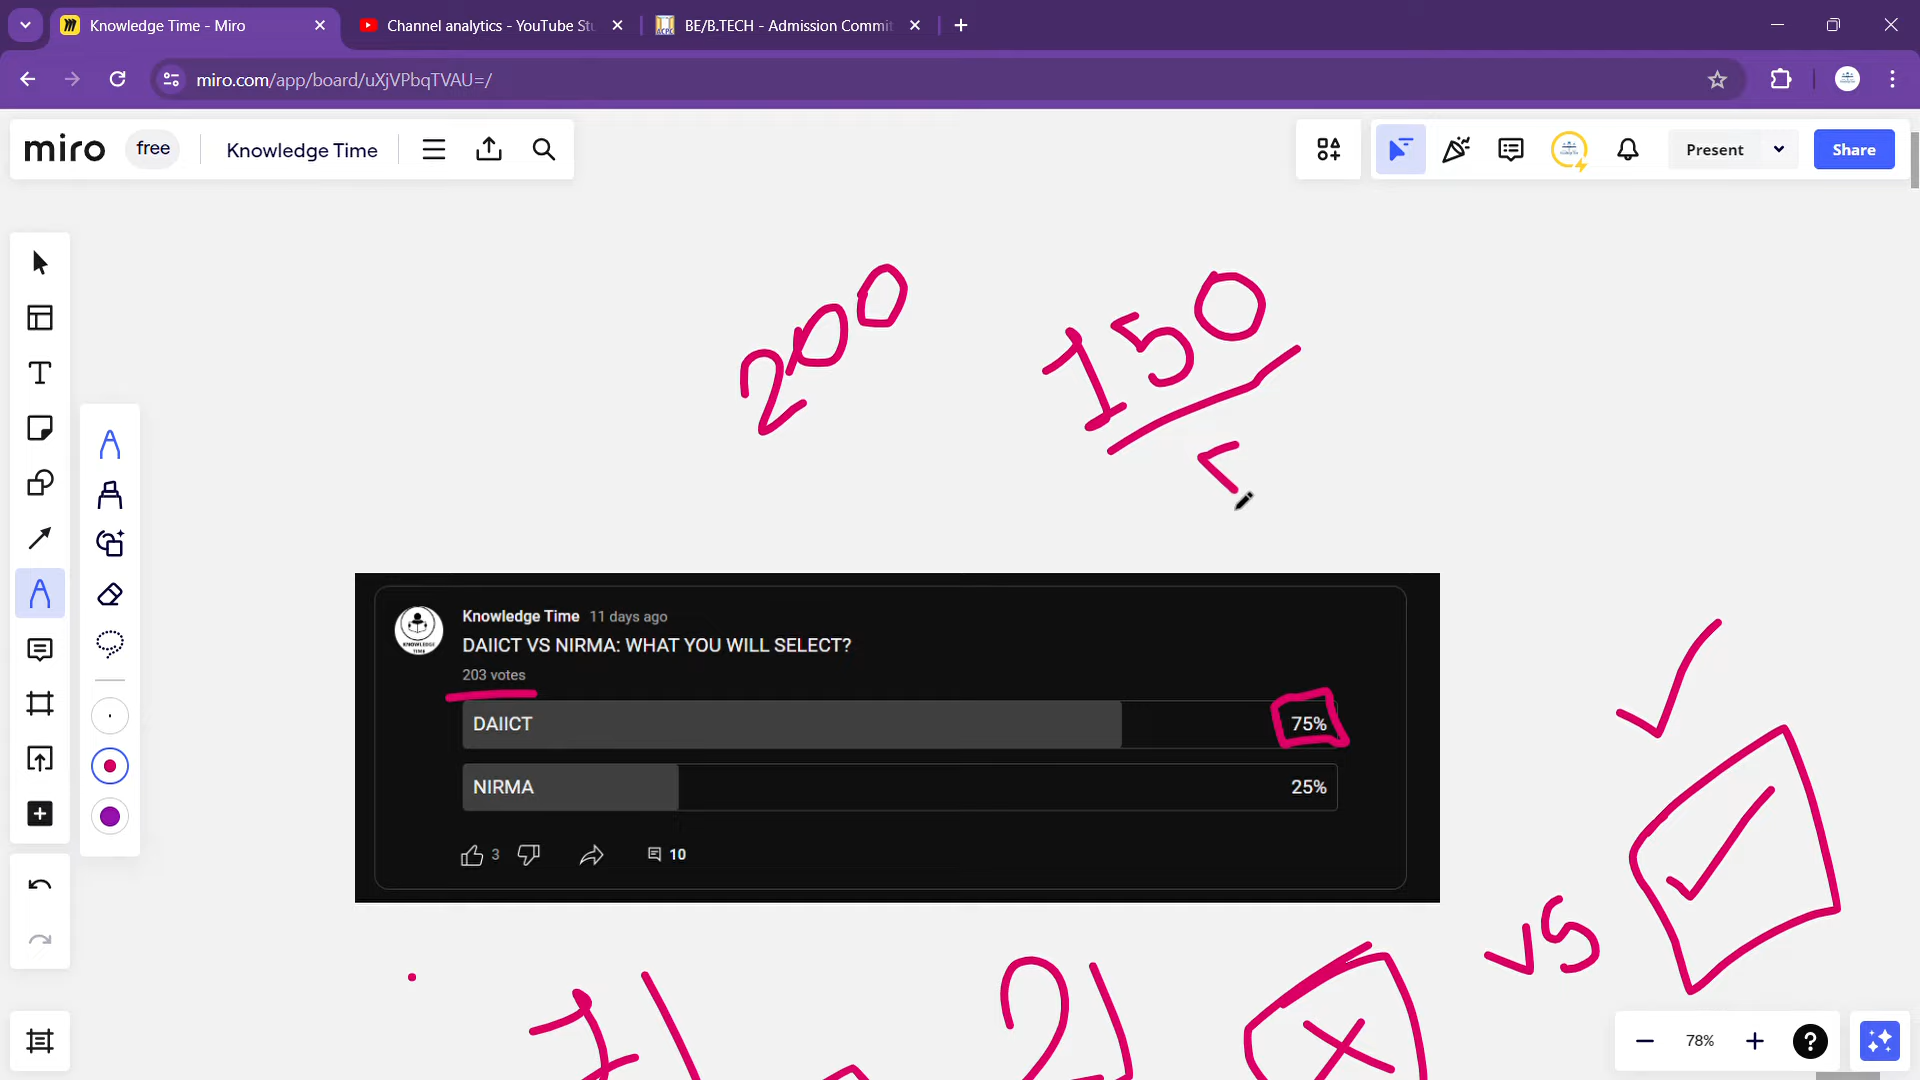 Knowledge Time - Miro
Channel analytics - YouTube Stu
BE/B.TECH - Admission Commit
miro.com/app/board/uXjVPbqTVAU=/
miro
free
Knowledge Time
Present
Share
200
150
Knowledge Time 11 days ago
DAIICT VS NIRMA: WHAT YOU WILL SELECT?
203 votes
DAIICT 75%
NIRMA 25%
3
10
vs
78%